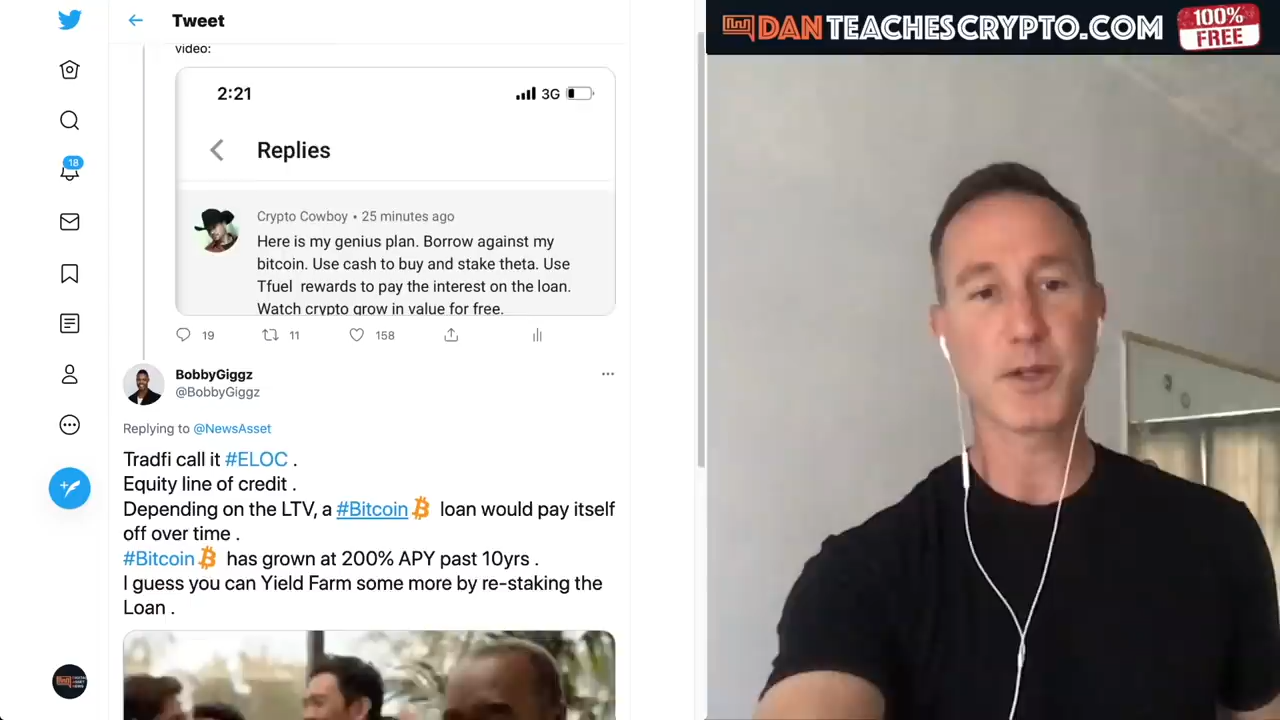 Tweet
DANTEACHESCRYPTO.COM
100%
FREE
video:
2:21
3G
Replies
18
Crypto Cowboy • 25 minutes ago
Here is my genius plan. Borrow against my
bitcoin. Use cash to buy and stake theta. Use
Tfuel rewards to pay the interest on the loan.
Watch crypto grow in value for free.
19
11
158
BobbyGiggz
@BobbyGiggz
Replying to @NewsAsset
Tradfi call it #ELOC .
Equity line of credit .
Depending on the LTV, a #Bitcoin loan would pay itself
off over time .
#Bitcoin has grown at 200% APY past 10yrs .
I guess you can Yield Farm some more by re-staking the
Loan .